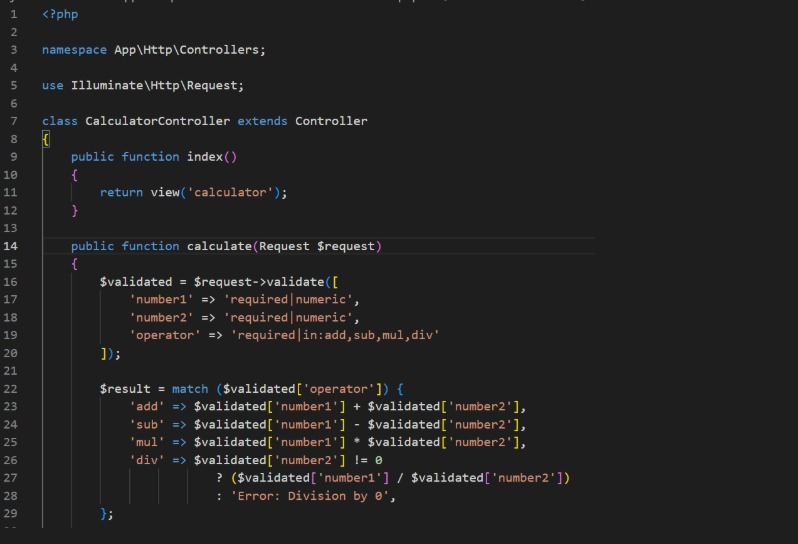 1 <?php
2
3 namespace App\Http\Controllers;
4
5 use Illuminate\Http\Request;
6
7 class CalculatorController extends Controller
8 {
9     public function index()
10     {
11         return view('calculator');
12     }
13
14     public function calculate(Request $request)
15     {
16         $validated = $request->validate([
17             'number1' => 'required|numeric',
18             'number2' => 'required|numeric',
19             'operator' => 'required|in:add,sub,mul,div'
20         ]);
21
22         $result = match ($validated['operator']) {
23             'add' => $validated['number1'] + $validated['number2'],
24             'sub' => $validated['number1'] - $validated['number2'],
25             'mul' => $validated['number1'] * $validated['number2'],
26             'div' => $validated['number2'] != 0
27                         ? ($validated['number1'] / $validated['number2'])
28                         : 'Error: Division by 0',
29         };